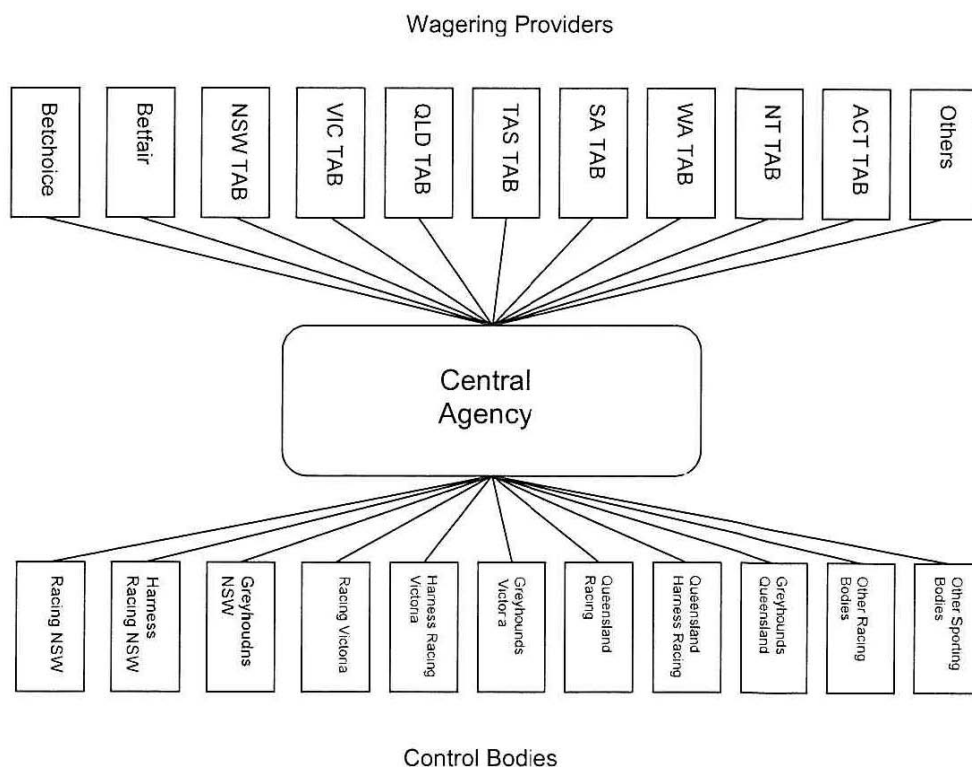 Wagering Providers
Betchoice
Betfair
NSW TAB
VIC TAB
QLD TAB
TAS TAB
SA TAB
WA TAB
NT TAB
ACT TAB
Others
Central
Agency
Racing NSW
Harness
Racing NSW
Greyhoudns
NSW
Racing Victoria
Harness Racing
Victoria
Greyhounds
Victoria
Queensland
Racing
Queensland
Harness Racing
Greyhounds
Queensland
Other Racing
Bodies
Other Sporting
Bodies
Control Bodies